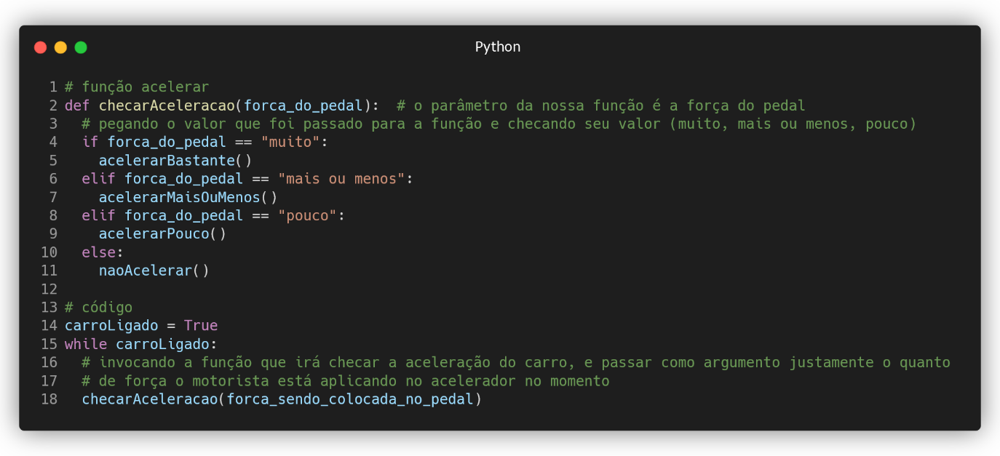 Python
1 # função acelerar
2 def checarAceleracao(forca_do_pedal):  # o parâmetro da nossa função é a força do pedal
3   # pegando o valor que foi passado para a função e checando seu valor (muito, mais ou menos, pouco)
4   if forca_do_pedal == "muito":
5     acelerarBastante()
6   elif forca_do_pedal == "mais ou menos":
7     acelerarMaisOuMenos()
8   elif forca_do_pedal == "pouco":
9     acelerarPouco()
10   else:
11     naoAcelerar()
12
13 # código
14 carroLigado = True
15 while carroLigado:
16   # invocando a função que irá checar a aceleração do carro, e passar como argumento justamente o quanto
17   # de força o motorista está aplicando no acelerador no momento
18   checarAceleracao(forca_sendo_colocada_no_pedal)